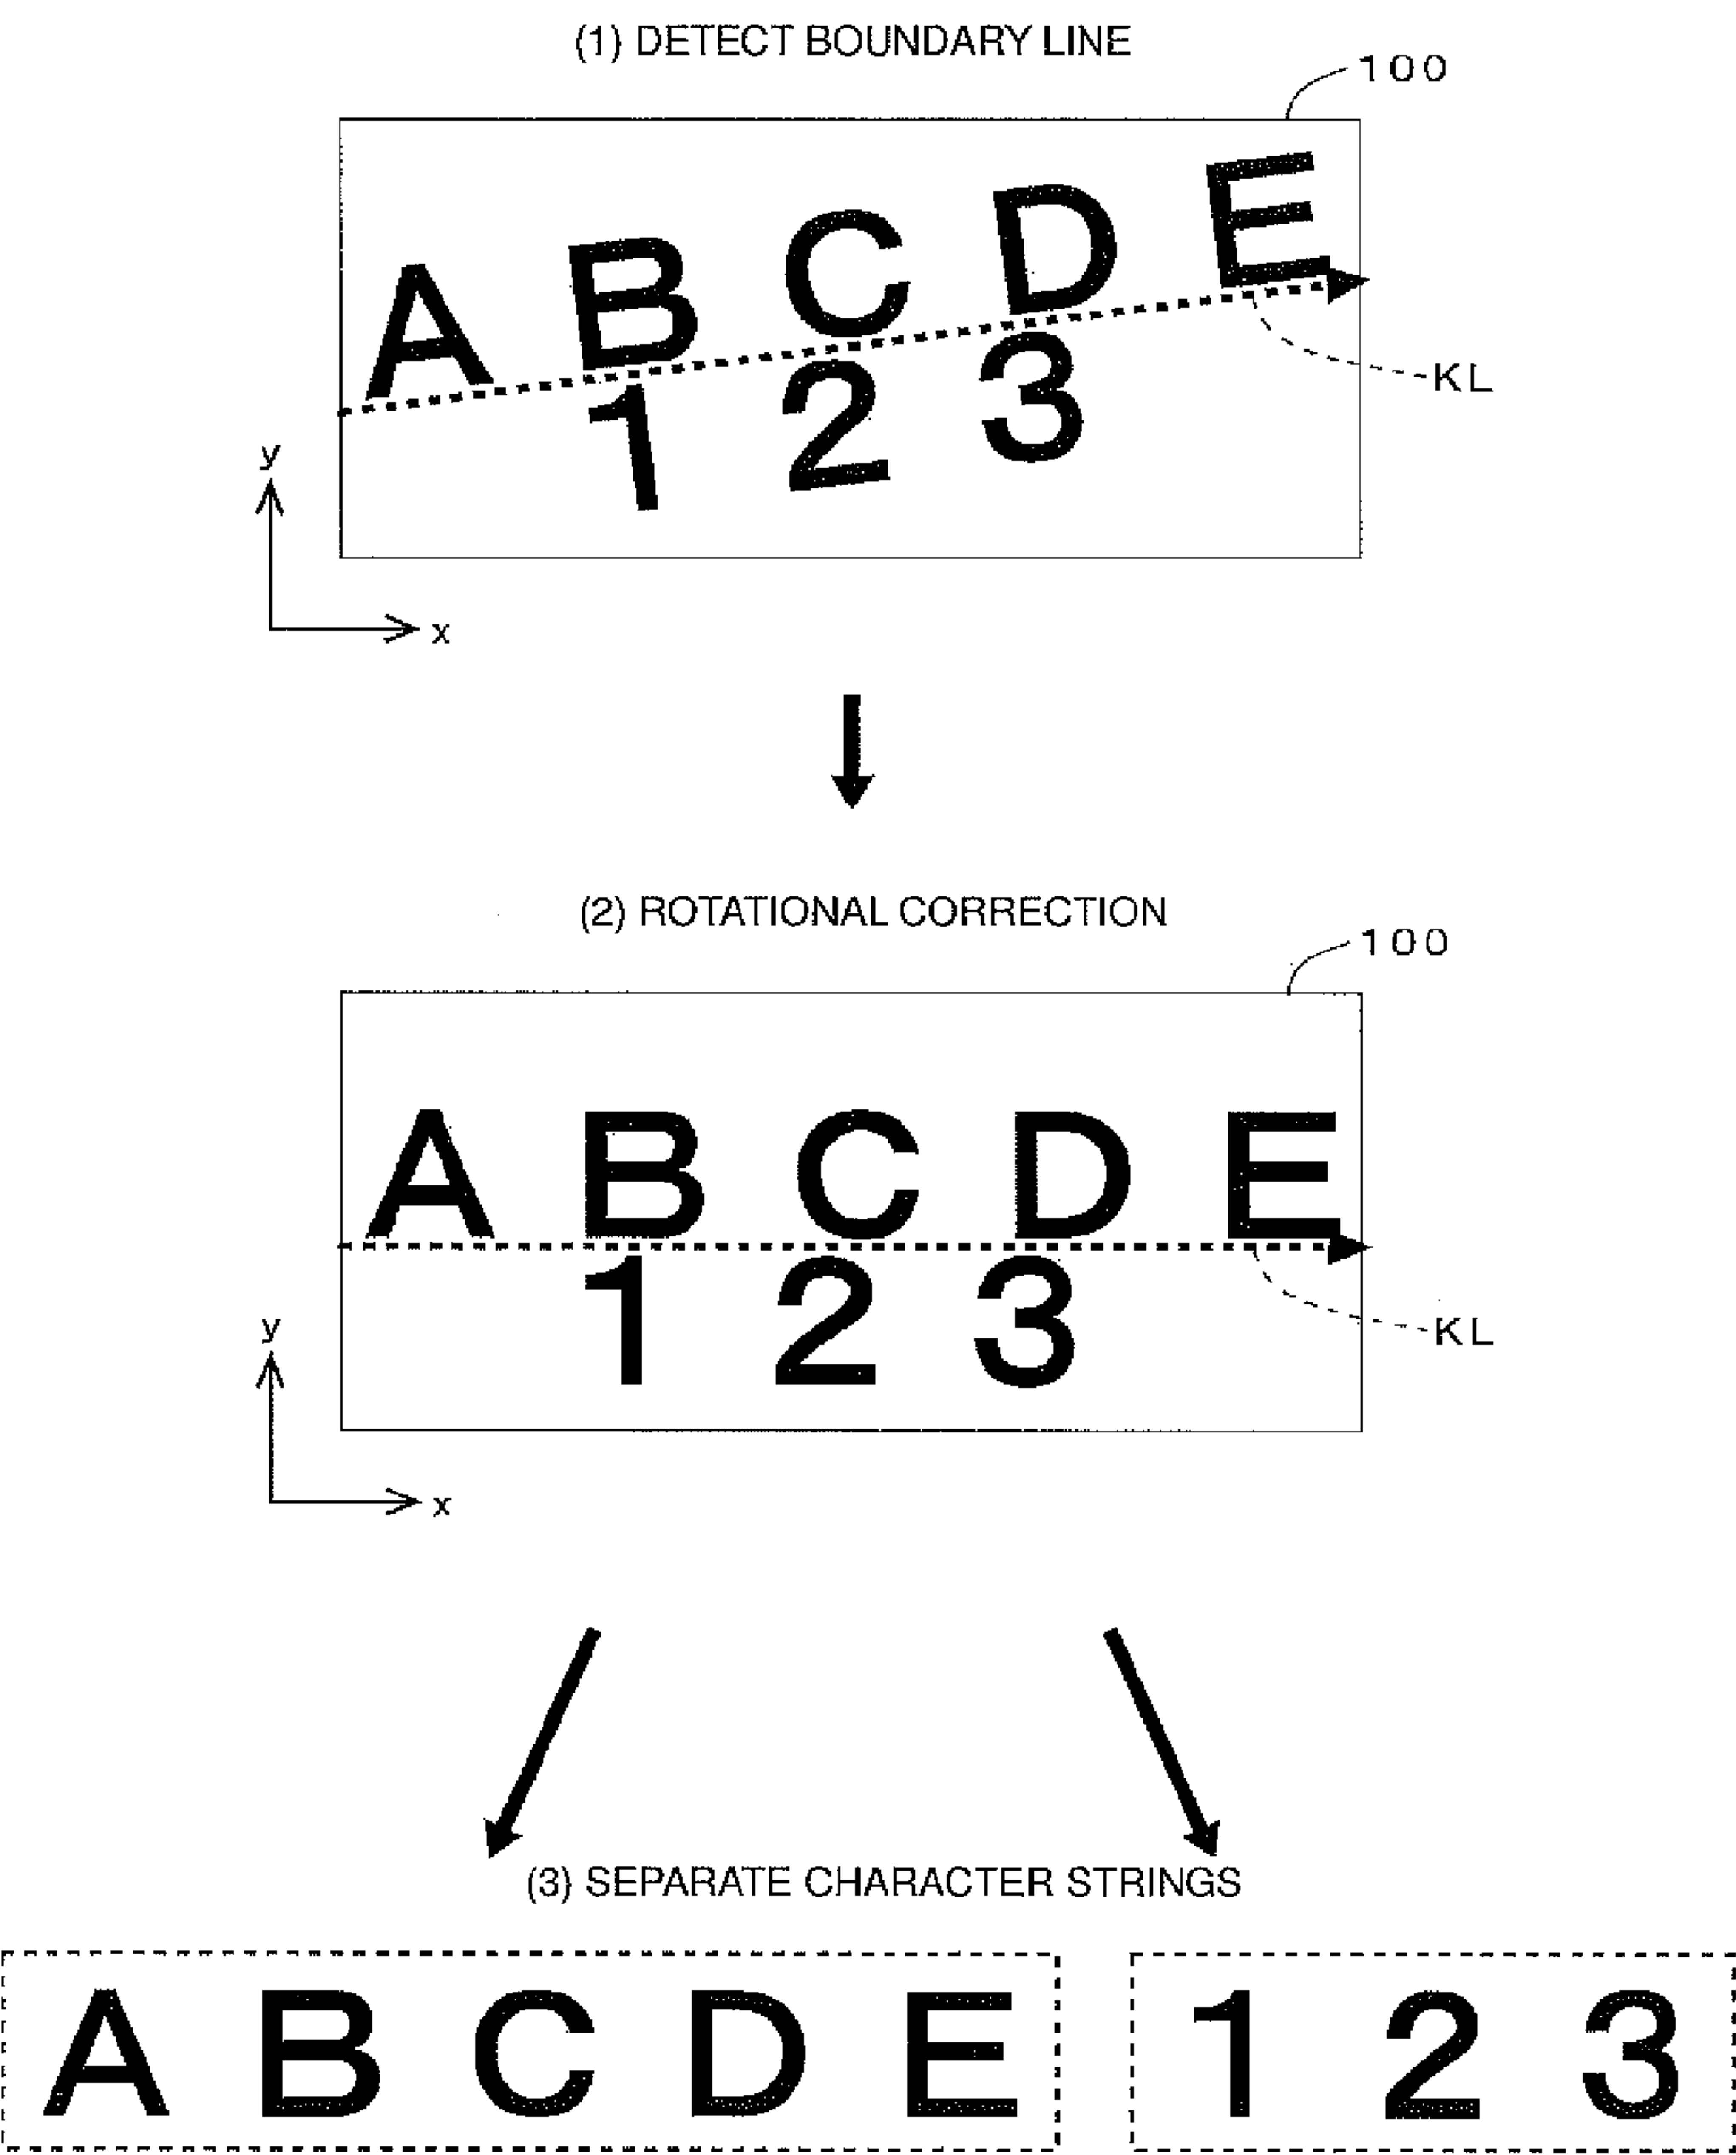 (1) DETECT BOUNDARY LINE
100
A B C D E
KL
1 2 3
y
x
(2) ROTATIONAL CORRECTION
100
A B C D E
1 2 3
KL
y
x
(3) SEPARATE CHARACTER STRINGS
A B C D E 1 2 3